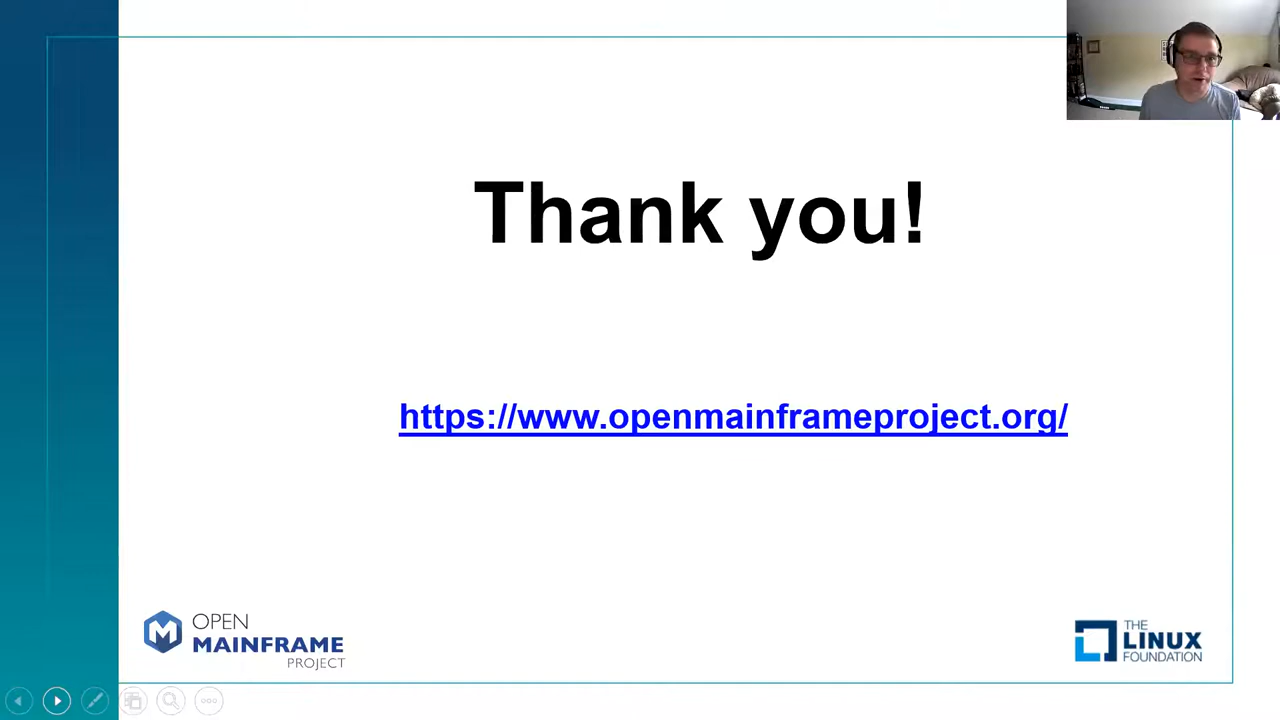 Thank you!
https://www.openmainframeproject.org/
OPEN
MAINFRAME
PROJECT
THE
LINUX
FOUNDATION